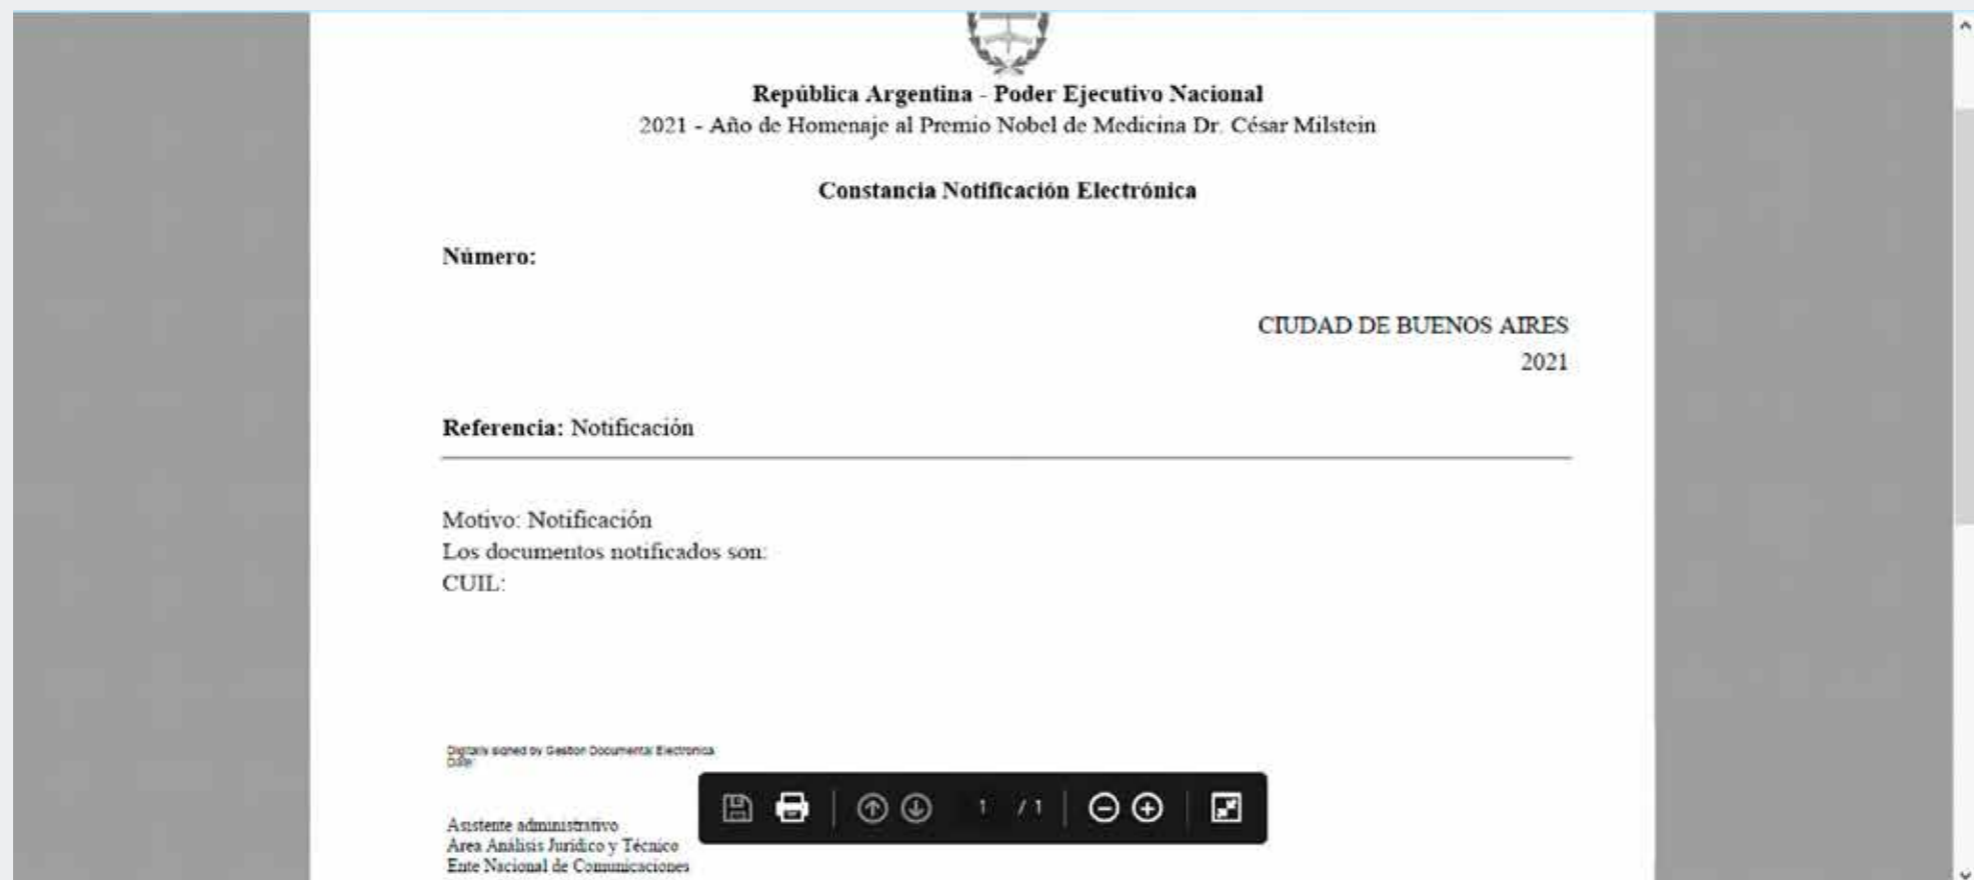 República Argentina - Poder Ejecutivo Nacional
2021 - Año de Homenaje al Premio Nobel de Medicina Dr. César Milstein
Constancia Notificación Electrónica
Número:
CIUDAD DE BUENOS AIRES
2021
Referencia: Notificación
Motivo: Notificación
Los documentos notificados son:
CUIL:
Digitally signed by Gestion Documental Electronica
Date:
Asistente administrativo
Area Análisis Jurídico y Técnico
Ente Nacional de Comunicaciones
1 / 1